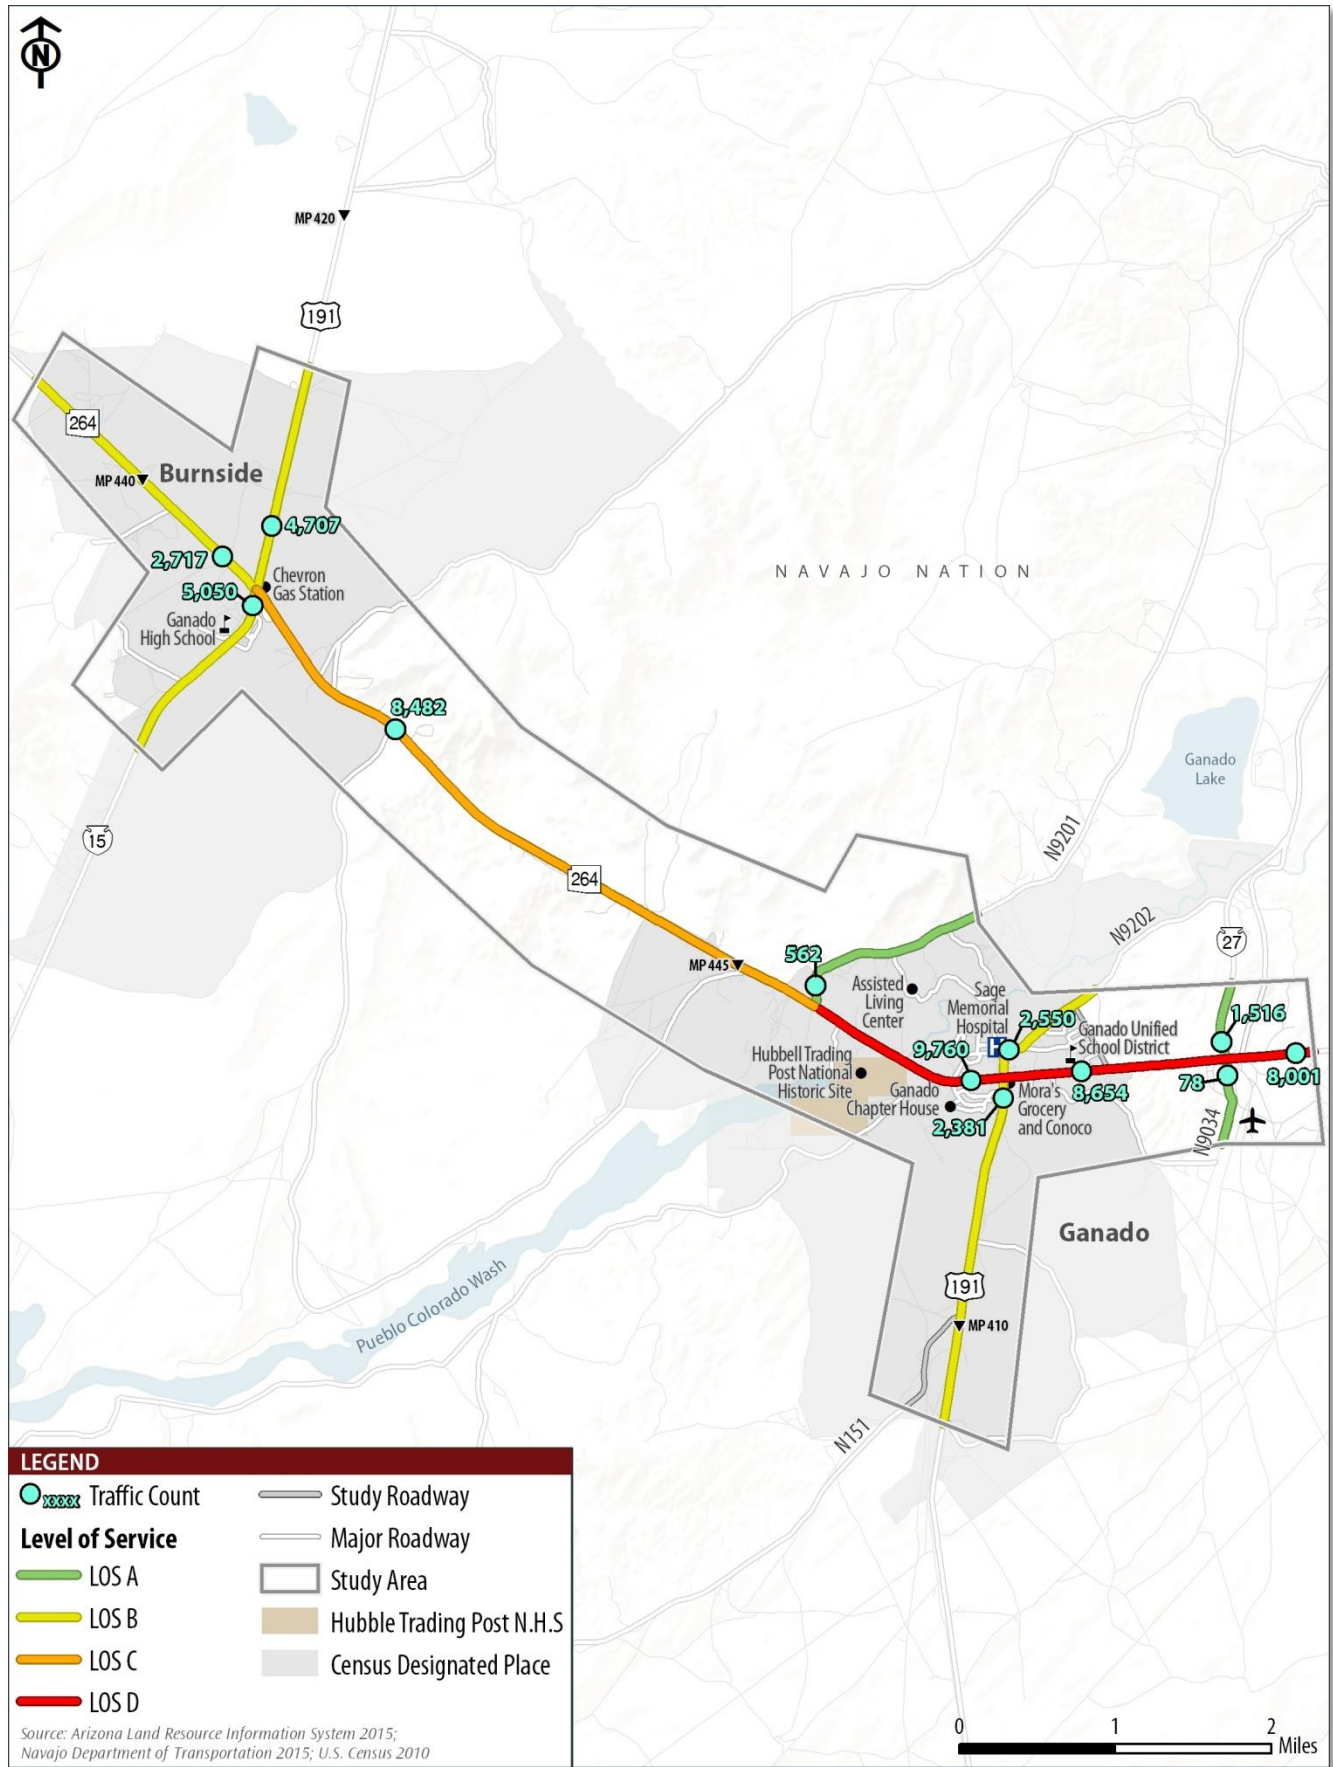 N
MP 420
191
264
MP 440
Burnside
4,707
2,717
Chevron
Gas Station
5,050
Ganado
High School
NAVAJO NATION
8,482
Ganado
Lake
15
N9201
264
N9202
27
562
MP 445
Assisted
Living
Center
Sage
Memorial
Hospital
H
2,550
1,516
Ganado Unified
School District
9,760
Hubbell Trading
Post National
Historic Site
78
8,001
8,654
Ganado
Chapter House
Mora's
Grocery
and Conoco
2,381
N9034
Ganado
191
Pueblo Colorado Wash
MP 410
N151
LEGEND
xxxx Traffic Count
Level of Service
LOS A
LOS B
LOS C
LOS D
Study Roadway
Major Roadway
Study Area
Hubble Trading Post N.H.S
Census Designated Place
Source: Arizona Land Resource Information System 2015;
Navajo Department of Transportation 2015; U.S. Census 2010
0 1 2
Miles